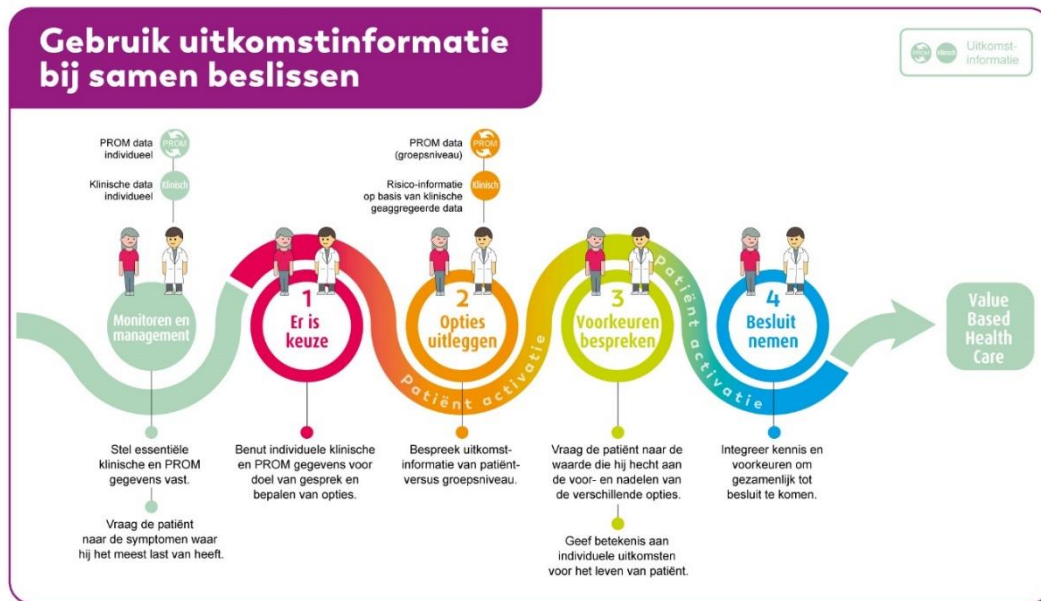 Gebruik uitkomstinformatie
bij samen beslissen
PROM
Klinisch
Uitkomst-
informatie
PROM data
individueel
PROM
Klinische data
individueel
Klinisch
PROM data
(groepsniveau)
PROM
Risico-informatie
op basis van klinische
geaggregeerde data
Klinisch
Monitoren en
management
1
Er is
keuze
Patiënt activatie
2
Opties
uitleggen
3
Voorkeuren
bespreken
Patiënt activatie
4
Besluit
nemen
Value
Based
Health
Care
Stel essentiële
klinische en PROM
gegevens vast.
Vraag de patiënt
naar de symptomen waar
hij het meest last van heeft.
Benut individuele klinische
en PROM gegevens voor
doel van gesprek en
bepalen van opties.
Bespreek uitkomst-
informatie van patiënt-
versus groepsniveau.
Vraag de patiënt naar de
waarde die hij hecht aan
de voor- en nadelen van
de verschillende opties.
Geef betekenis aan
individuele uitkomsten
voor het leven van patiënt.
Integreer kennis en
voorkeuren om
gezamenlijk tot
besluit te komen.